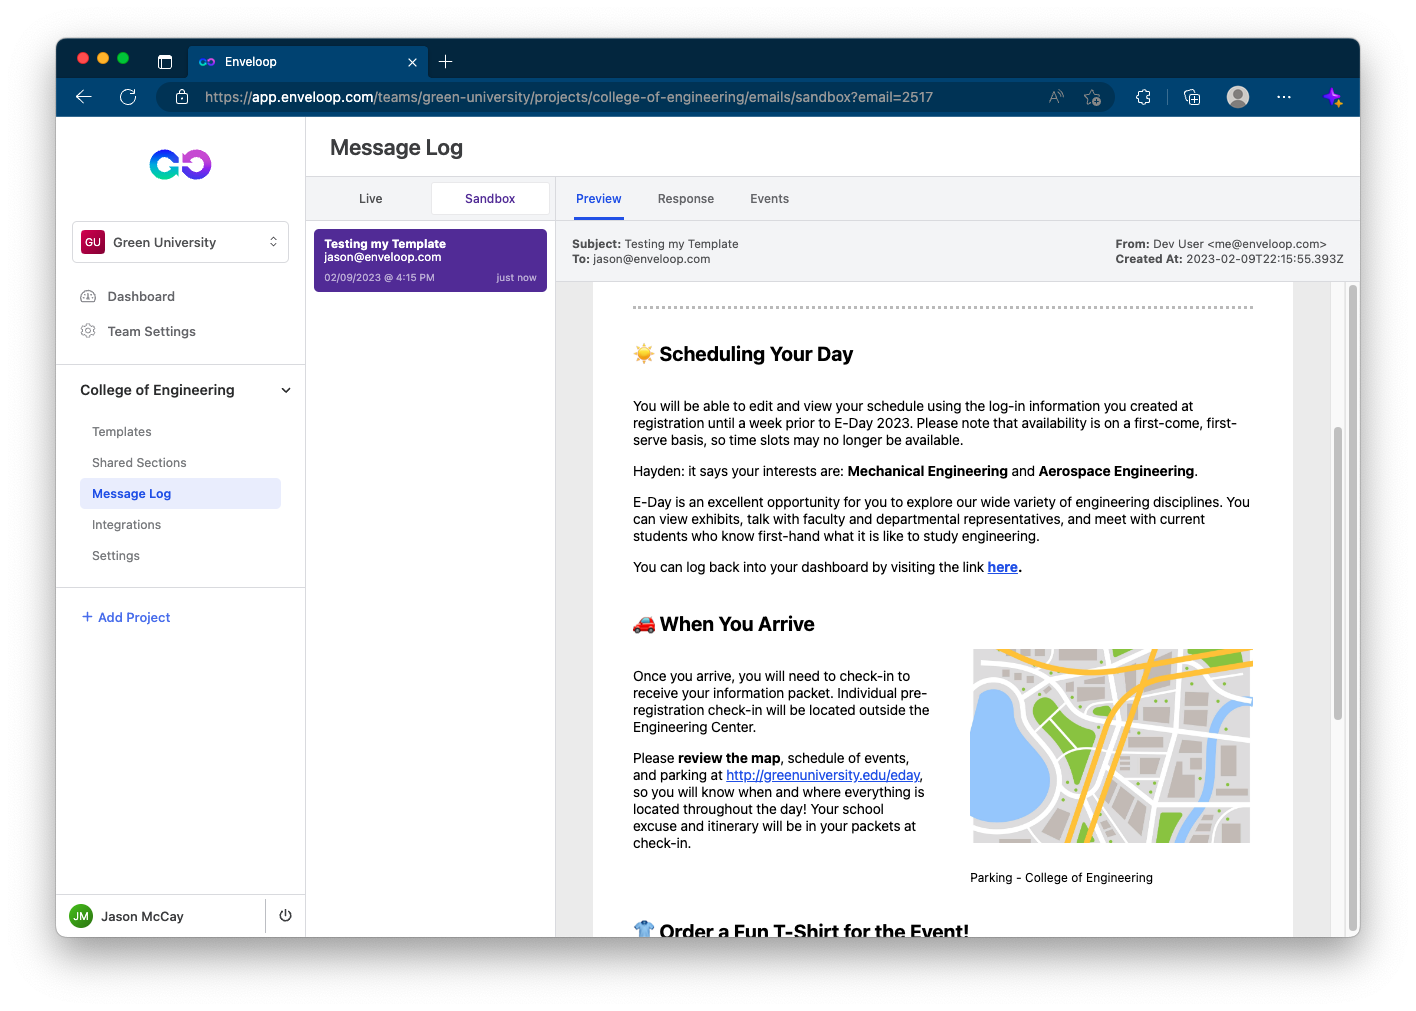 Enveloop
https://app.enveloop.com/teams/green-university/projects/college-of-engineering/emails/sandbox?email=2517
GU Green University
Dashboard
Team Settings
College of Engineering
Templates
Shared Sections
Message Log
Integrations
Settings
+ Add Project
JM Jason McCay
Message Log
Live Sandbox
Testing my Template
jason@enveloop.com
02/09/2023 @ 4:15 PM just now
Preview Response Events
Subject: Testing my Template
To: jason@enveloop.com
From: Dev User <me@enveloop.com>
Created At: 2023-02-09T22:15:55.393Z
Scheduling Your Day
You will be able to edit and view your schedule using the log-in information you created at
registration until a week prior to E-Day 2023. Please note that availability is on a first-come, first-
serve basis, so time slots may no longer be available.
Hayden: it says your interests are: Mechanical Engineering and Aerospace Engineering.
E-Day is an excellent opportunity for you to explore our wide variety of engineering disciplines. You
can view exhibits, talk with faculty and departmental representatives, and meet with current
students who know first-hand what it is like to study engineering.
You can log back into your dashboard by visiting the link here.
When You Arrive
Once you arrive, you will need to check-in to
receive your information packet. Individual pre-
registration check-in will be located outside the
Engineering Center.
Please review the map, schedule of events,
and parking at http://greenuniversity.edu/eday,
so you will know when and where everything is
located throughout the day! Your school
excuse and itinerary will be in your packets at
check-in.
Parking - College of Engineering
Order a Fun T-Shirt for the Event!